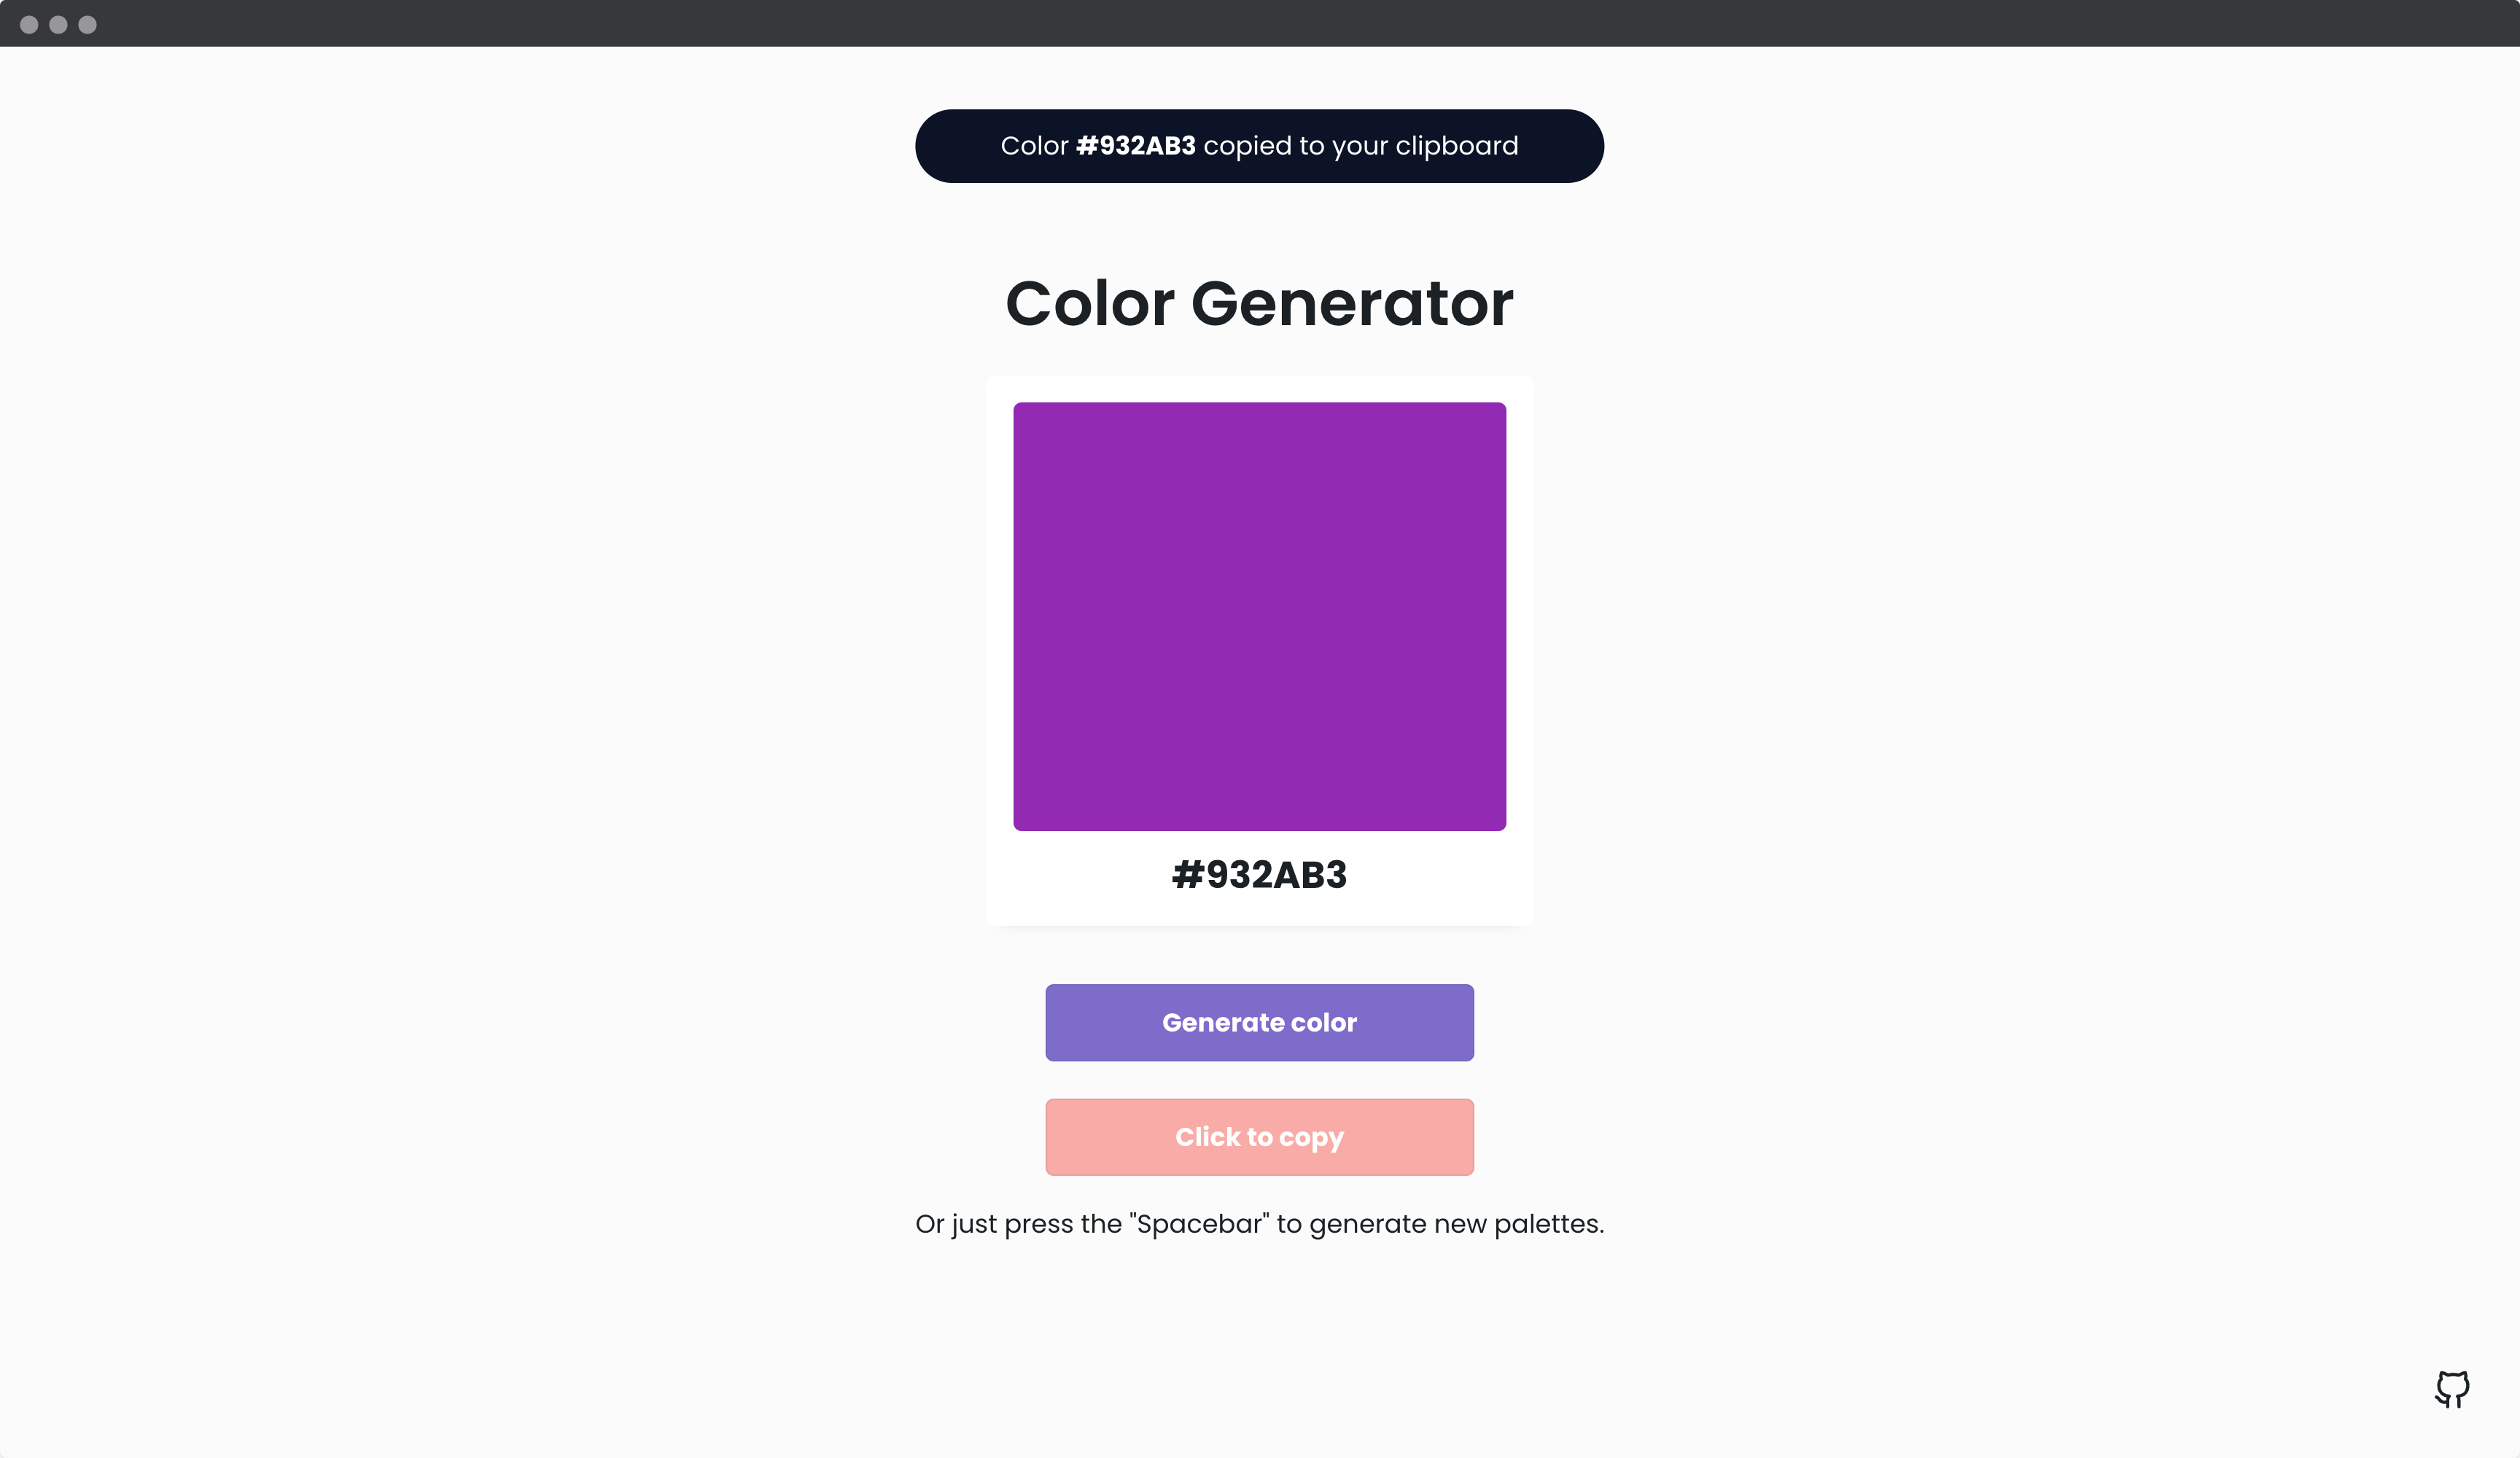 Color #932AB3 copied to your clipboard
Color Generator
#932AB3
Generate color
Click to copy
Or just press the "Spacebar" to generate new palettes.